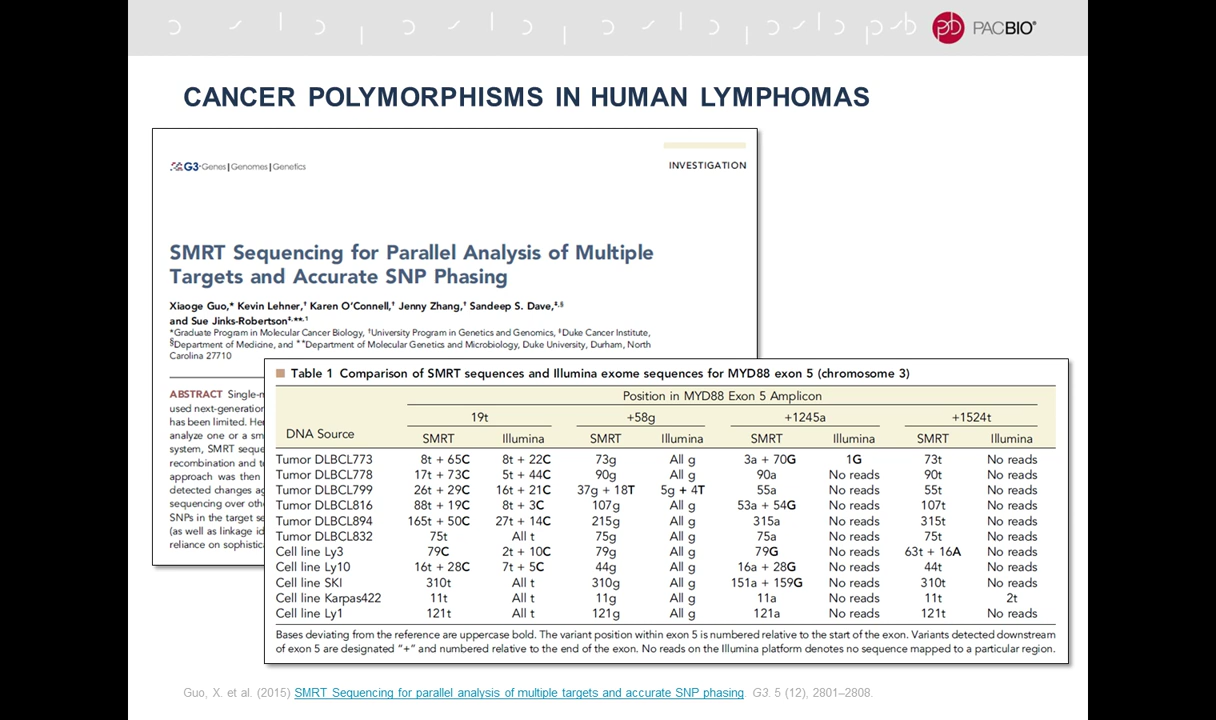 PACBIO®
CANCER POLYMORPHISMS IN HUMAN LYMPHOMAS
G3•Genes|Genomes|Genetics
INVESTIGATION
SMRT Sequencing for Parallel Analysis of Multiple
Targets and Accurate SNP Phasing
Xiaoge Guo,* Kevin Lehner,† Karen O'Connell,† Jenny Zhang,† Sandeep S. Dave,‡,§
and Sue Jinks-Robertson‡,**,1
*Graduate Program in Molecular Cancer Biology, †University Program in Genetics and Genomics, ‡Duke Cancer Institute,
§Department of Medicine, and **Department of Molecular Genetics and Microbiology, Duke University, Durham, North
Carolina 27710
ABSTRACT
used next-generation
has been limited.
analyze one or a
system, SMRT
recombination and
approach was then
detected changes
sequencing over
SNPs in the target
(as well as linkage
reliance on
Table 1 Comparison of SMRT sequences and Illumina exome sequences for MYD88 exon 5 (chromosome 3)
Position in MYD88 Exon 5 Amplicon
19t +58g +1245a +1524t
DNA Source SMRT Illumina SMRT Illumina SMRT Illumina SMRT Illumina
Tumor DLBCL773 8t + 65C 8t + 22C 73g All g 3a + 70G 1G 73t No reads
Tumor DLBCL778 17t + 73C 5t + 44C 90g All g 90a No reads 90t No reads
Tumor DLBCL799 26t + 29C 16t + 21C 37g + 18T 5g + 4T 55a No reads 55t No reads
Tumor DLBCL816 88t + 19C 8t + 3C 107g All g 53a + 54G No reads 107t No reads
Tumor DLBCL894 165t + 50C 27t + 14C 215g All g 315a No reads 315t No reads
Tumor DLBCL832 75t All t 75g All g 75a No reads 75t No reads
Cell line Ly3 79C 2t + 10C 79g All g 79G No reads 63t + 16A No reads
Cell line Ly10 16t + 28C 7t + 5C 44g All g 16a + 28G No reads 44t No reads
Cell line SKI 310t All t 310g All g 151a + 159G No reads 310t No reads
Cell line Karpas422 11t All t 11g All g 11a No reads 11t 2t
Cell line Ly1 121t All t 121g All g 121a No reads 121t No reads
Bases deviating from the reference are uppercase bold. The variant position within exon 5 is numbered relative to the start of the exon. Variants detected downstream
of exon 5 are designated "+" and numbered relative to the end of the exon. No reads on the Illumina platform denotes no sequence mapped to a particular region.
Guo, X. et al. (2015) SMRT Sequencing for parallel analysis of multiple targets and accurate SNP phasing. G3. 5 (12), 2801–2808.